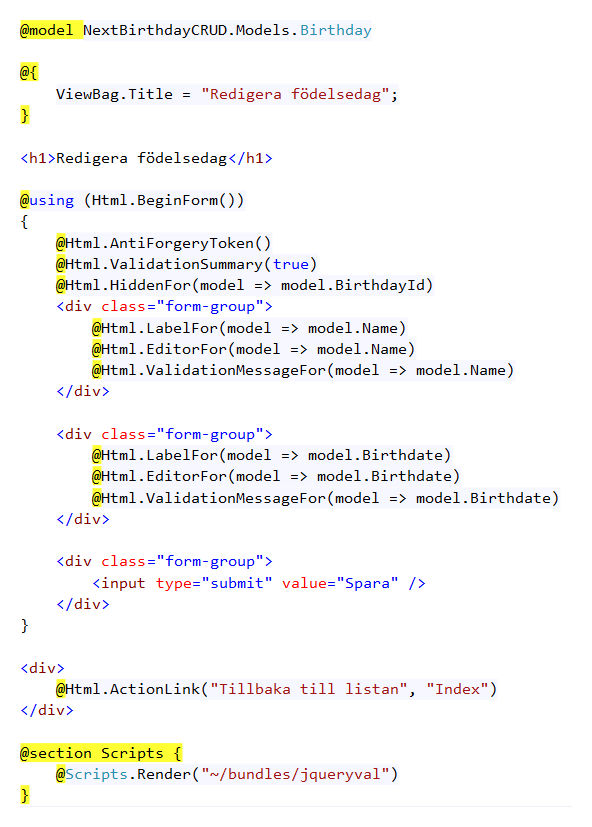 @model NextBirthdayCRUD.Models.Birthday
@{
ViewBag.Title = "Redigera födelsedag";
}
<h1>Redigera födelsedag</h1>
@using (Html.BeginForm())
{
@Html.AntiForgeryToken()
@Html.ValidationSummary(true)
@Html.HiddenFor(model => model.BirthdayId)
<div class="form-group">
@Html.LabelFor(model => model.Name)
@Html.EditorFor(model => model.Name)
@Html.ValidationMessageFor(model => model.Name)
</div>
<div class="form-group">
@Html.LabelFor(model => model.Birthdate)
@Html.EditorFor(model => model.Birthdate)
@Html.ValidationMessageFor(model => model.Birthdate)
</div>
<div class="form-group">
<input type="submit" value="Spara" />
</div>
}
<div>
@Html.ActionLink("Tillbaka till listan", "Index")
</div>
@section Scripts {
@Scripts.Render("~/bundles/jqueryval")
}